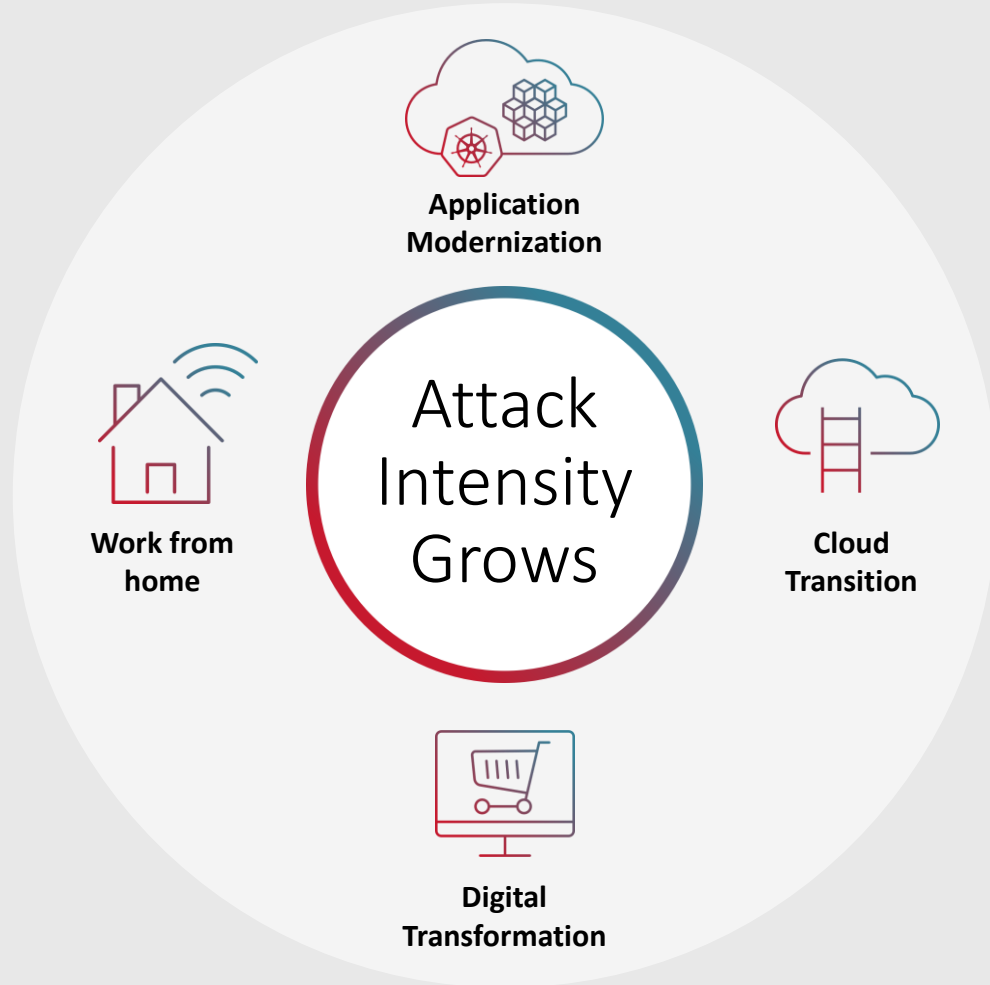 Application
Modernization
Attack
Intensity
Grows
Work from
home
Cloud
Transition
Digital
Transformation